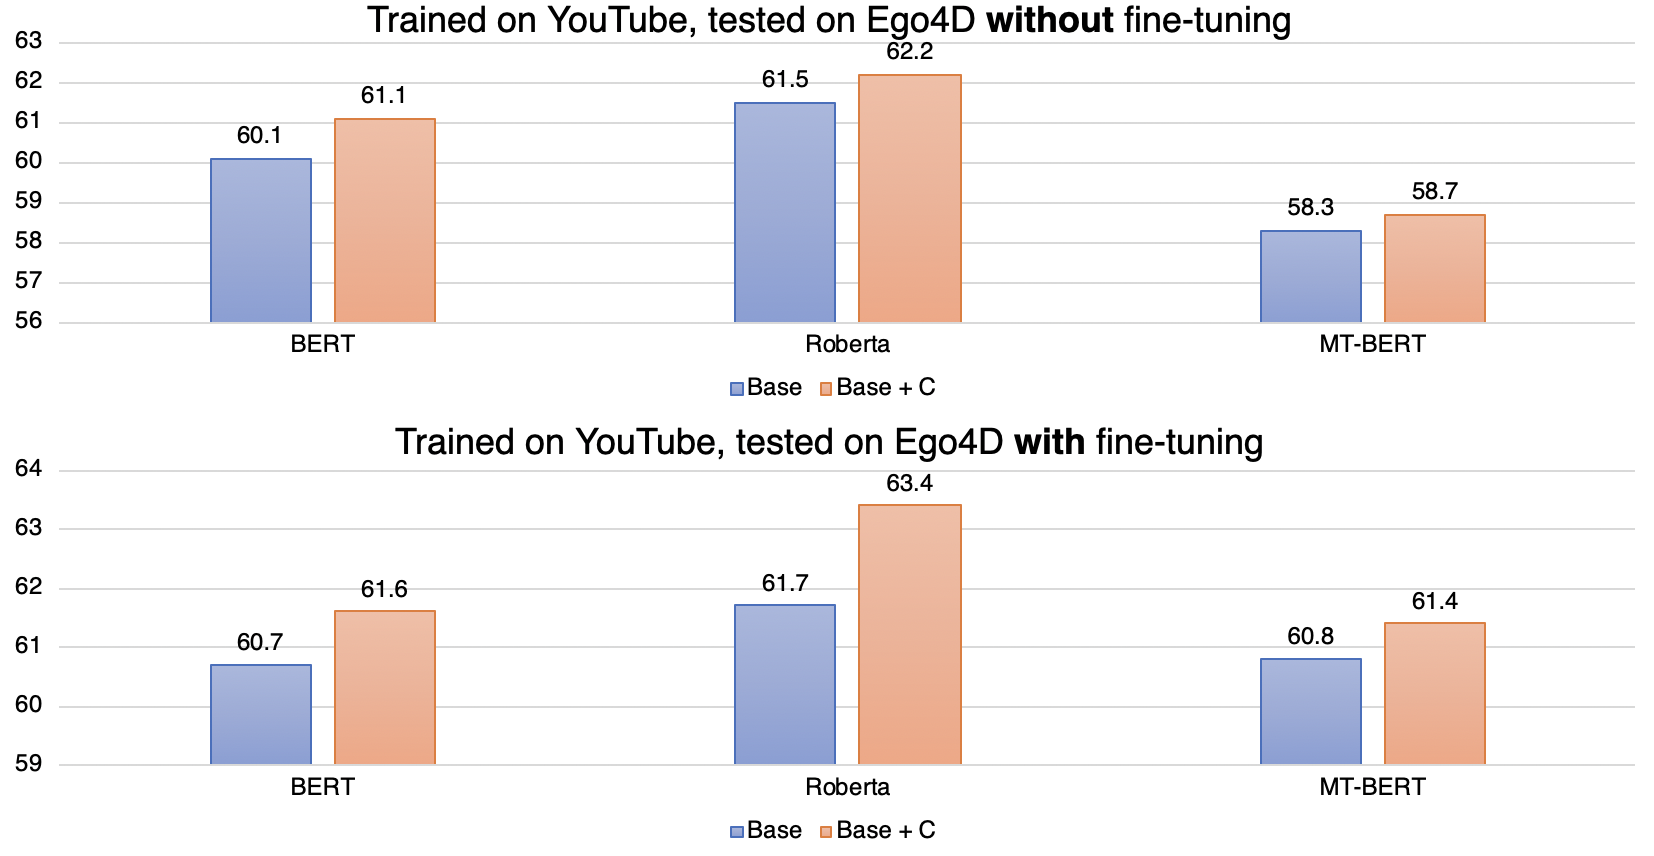 Trained on YouTube, tested on Ego4D without fine-tuning
63
62
61
60
59
58
57
56
60.1
61.1
61.5
62.2
58.3
58.7
BERT
Roberta
MT-BERT
Base
Base + C
Trained on YouTube, tested on Ego4D with fine-tuning
64
63
62
61
60
59
60.7
61.6
61.7
63.4
60.8
61.4
BERT
Roberta
MT-BERT
Base
Base + C